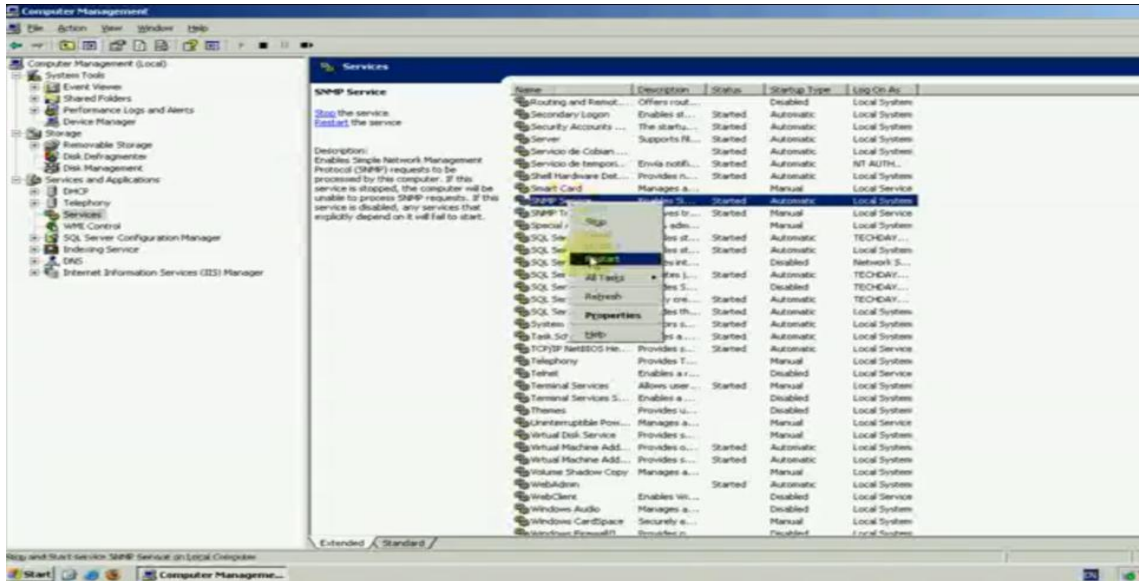 Computer Management
File Action View Window Help
Computer Management (Local)
System Tools
Event Viewer
Shared Folders
Performance Logs and Alerts
Device Manager
Storage
Removable Storage
Disk Defragmenter
Disk Management
Services and Applications
DHCP
Telephony
Services
WMI Control
SQL Server Configuration Manager
Indexing Service
DNS
Internet Information Services (IIS) Manager
Services
SNMP Service
Stop the service
Restart the service
Description:
Enables Simple Network Management
Protocol (SNMP) requests to be
processed by this computer. If this
service is stopped, the computer will be
unable to process SNMP requests. If this
service is disabled, any services that
explicitly depend on it will fail to start.
Name Description Status Startup Type Log On As
Routing and Remot... Offers rout... Disabled Local System
Secondary Logon Enables st... Started Automatic Local System
Security Accounts ... The startu... Started Automatic Local System
Server Supports fil... Started Automatic Local System
Servicio de Cobian ... Started Automatic Local System
Servicio de tempori... Envía notifi... Started Automatic NT AUTH...
Shell Hardware Det... Provides n... Started Automatic Local System
Smart Card Manages a... Manual Local Service
SNMP Service Enables Si... Started Automatic Local System
SNMP Manual Local Service
Special Manual Local System
SQL Started Automatic TECHDAY...
SQL Started Automatic Local System
SQL Disabled Network S...
SQL Started Automatic TECHDAY...
SQL Disabled TECHDAY...
SQL Started Automatic Local System
SQL Started Automatic Local System
System Started Automatic Local System
Task Started Automatic Local System
TCP/IP NetBIOS He... Provides s... Started Automatic Local Service
Telephony Provides T... Manual Local System
Telnet Enables a r... Disabled Local Service
Terminal Services Allows user ... Started Manual Local System
Terminal Services S... Enables a ... Disabled Local System
Themes Provides u... Disabled Local System
Uninterruptible Pow... Manages a... Manual Local Service
Virtual Disk Service Provides s... Manual Local System
Virtual Machine Add... Provides o... Started Automatic Local System
Virtual Machine Add... Provides s... Started Automatic Local System
Volume Shadow Copy Manages a... Manual Local System
WebAdmin Started Automatic Local System
WebClient Enables Wi... Disabled Local Service
Windows Audio Manages a... Disabled Local System
Windows CardSpace Securely e... Manual Local System
Stop
Restart
All Tasks
Refresh
Properties
Help
Extended Standard
Stop and Start service SNMP Service on Local Computer
Start Computer Manageme...
EN